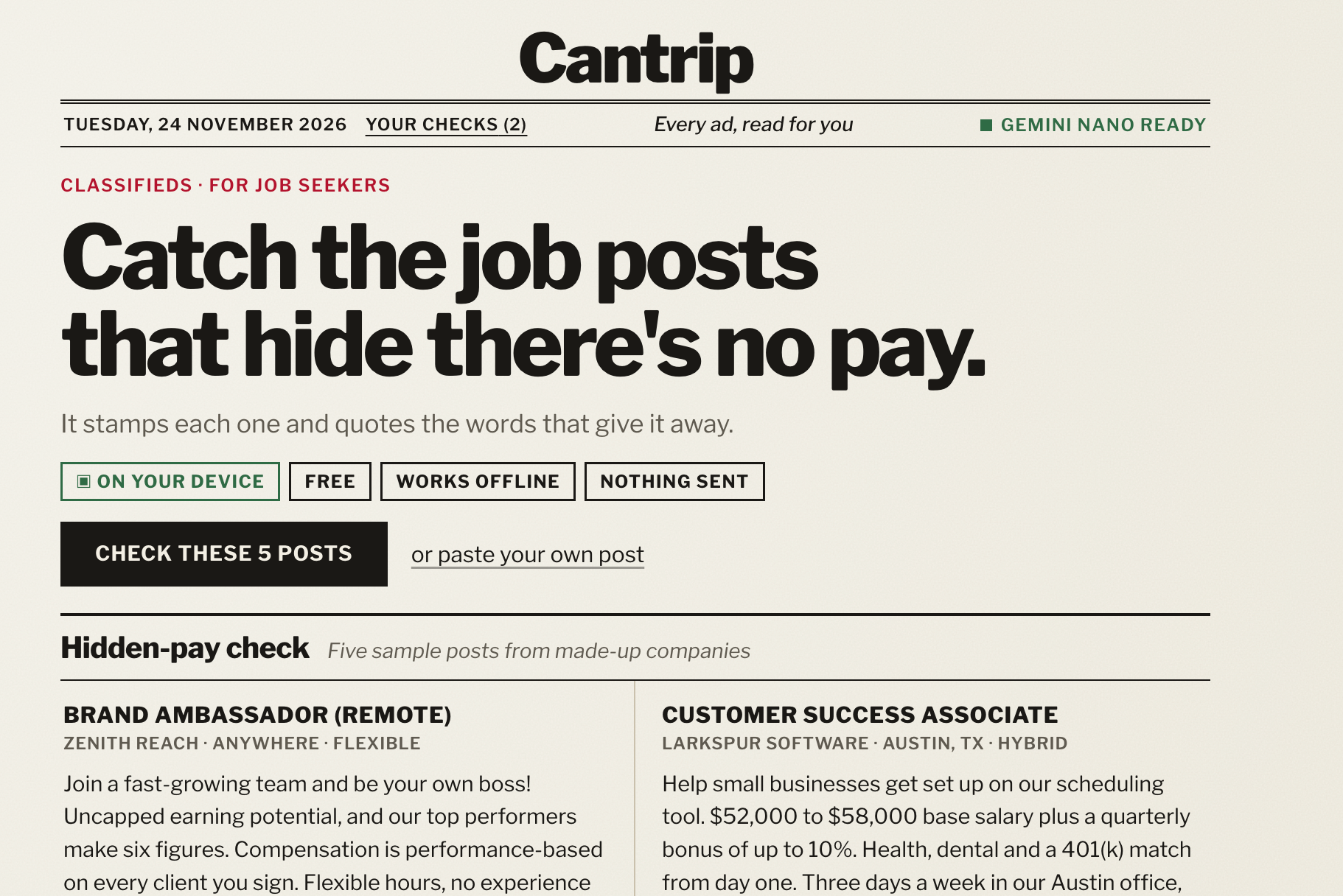 Cantrip
TUESDAY, 24 NOVEMBER 2026 YOUR CHECKS (2) Every ad, read for you GEMINI NANO READY
CLASSIFIEDS · FOR JOB SEEKERS
Catch the job posts
that hide there's no pay.
It stamps each one and quotes the words that give it away.
ON YOUR DEVICE FREE WORKS OFFLINE NOTHING SENT
CHECK THESE 5 POSTS or paste your own post
Hidden-pay check Five sample posts from made-up companies
BRAND AMBASSADOR (REMOTE)
ZENITH REACH · ANYWHERE · FLEXIBLE
Join a fast-growing team and be your own boss!
Uncapped earning potential, and our top performers
make six figures. Compensation is performance-based
on every client you sign. Flexible hours, no experience
CUSTOMER SUCCESS ASSOCIATE
LARKSPUR SOFTWARE · AUSTIN, TX · HYBRID
Help small businesses get set up on our scheduling
tool. $52,000 to $58,000 base salary plus a quarterly
bonus of up to 10%. Health, dental and a 401(k) match
from day one. Three days a week in our Austin office,